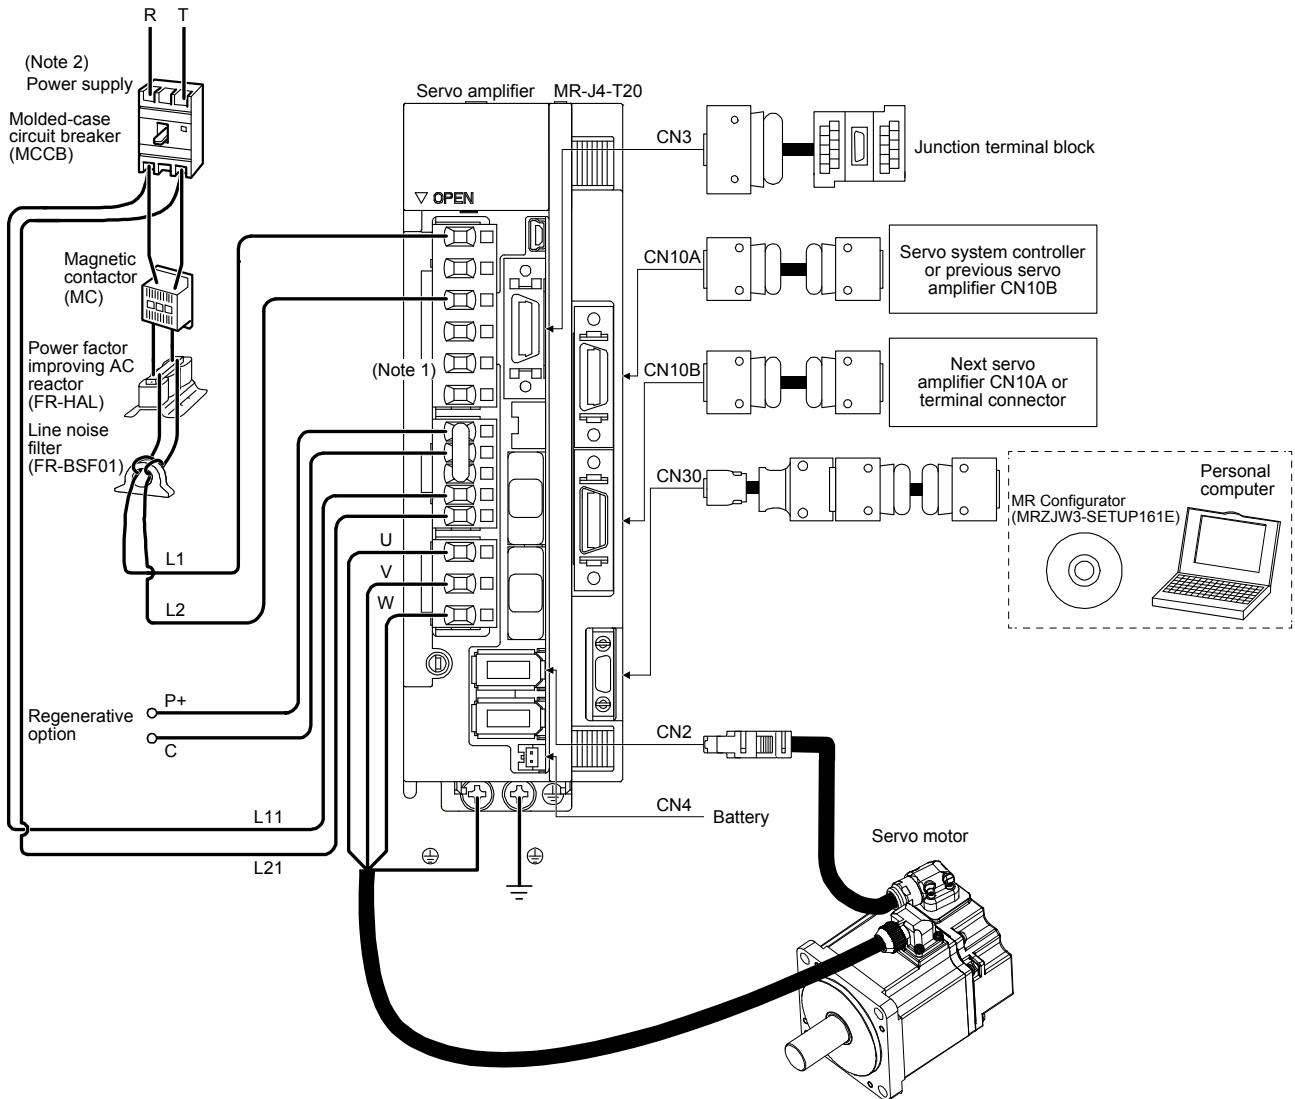 R T
(Note 2)
Power supply
Molded-case
circuit breaker
(MCCB)
Servo amplifier MR-J4-T20
CN3
Junction terminal block
▽ OPEN
Magnetic
contactor
(MC)
CN10A
Servo system controller
or previous servo
amplifier CN10B
Power factor
improving AC
reactor
(FR-HAL)
(Note 1)
CN10B
Next servo
amplifier CN10A or
terminal connector
Line noise
filter
(FR-BSF01)
CN30
MR Configurator
(MRZJW3-SETUP161E)
Personal
computer
L1
L2
U
V
W
Regenerative
option
P+
C
CN2
CN4
Battery
L11
L21
Servo motor